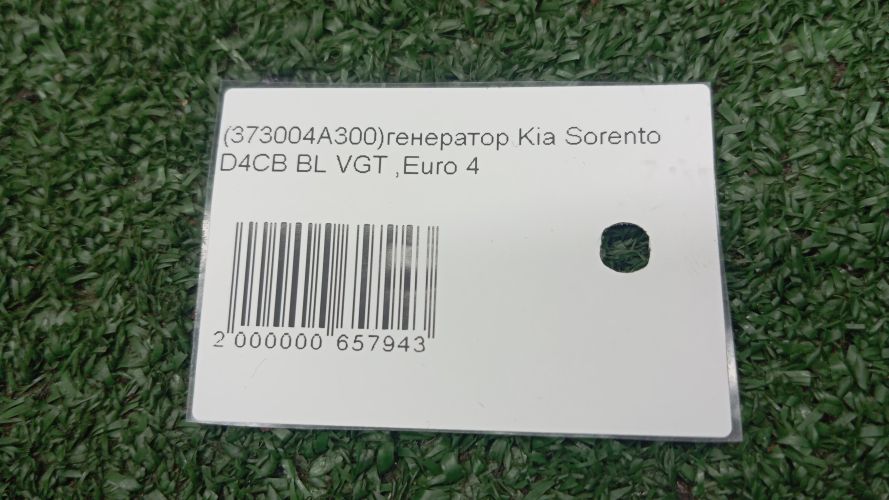 (373004A300)генератор Kia Sorento
D4CB BL VGT ,Euro 4
2 000000 657943